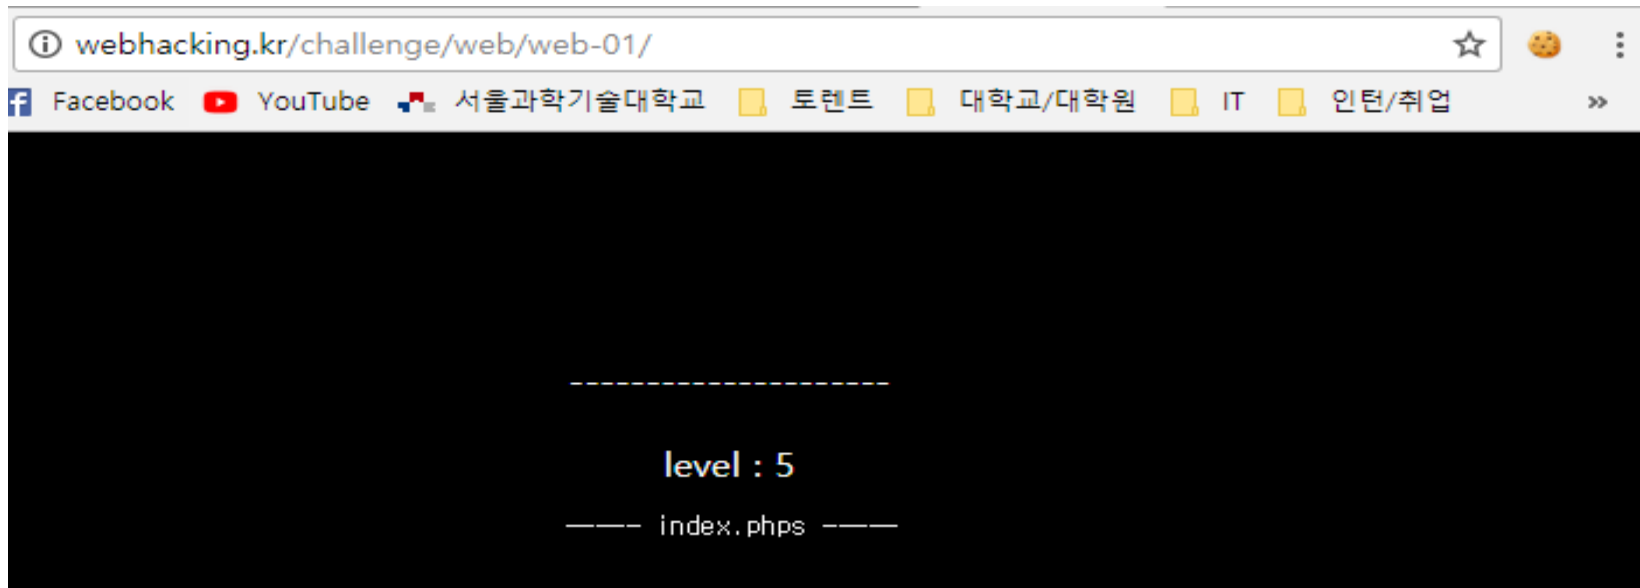 webhacking.kr/challenge/web/web-01/
Facebook YouTube 서울과학기술대학교 토렌트 대학교/대학원 IT 인턴/취업 »
---------------------
level : 5
――― index.phps ―――